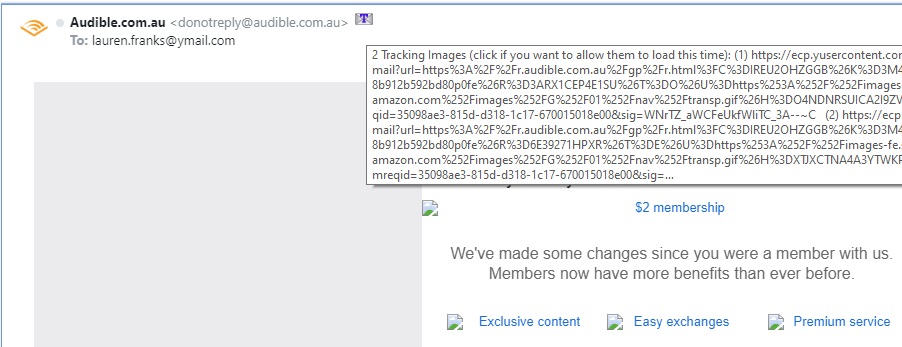 Audible.com.au <donotreply@audible.com.au> T
To: lauren.franks@ymail.com
2 Tracking Images (click if you want to allow them to load this time): (1) https://ecp.yusercontent.com
mail?url=https%3A%2F%2Fr.audible.com.au%2Fgp%2Fr.html%3FC%3DIREU2OHZGGB%26K%3D3M4
8b912b592bd80p0fe%26R%3D3ARX1CEP4E1SU%26T%3DO%26U%3Dhttps%253A%252F%252Fimages-
amazon.com%252Fimages%252FG%252F01%252Fnav%252Ftransp.gif%26H%3DO4NDNRSUICA2I9ZV
qid=35098ae3-815d-d318-1c17-670015018e00&sig=WNrTZ_aWCFeUkfWIiTC_3A--~C (2) https://ecp
mail?url=https%3A%2F%2Fr.audible.com.au%2Fgp%2Fr.html%3FC%3DIREU2OHZGGB%26K%3D3M4
8b912b592bd80p0fe%26R%3D6E39271HPXR%26T%3DE%26U%3Dhttps%253A%252F%252Fimages-fe.
amazon.com%252Fimages%252FG%252F01%252Fnav%252Ftransp.gif%26H%3DXTJXCTNA4A3YTWKP
mreqid=35098ae3-815d-d318-1c17-670015018e00&sig=...
$2 membership
We've made some changes since you were a member with us.
Members now have more benefits than ever before.
Exclusive content Easy exchanges Premium service